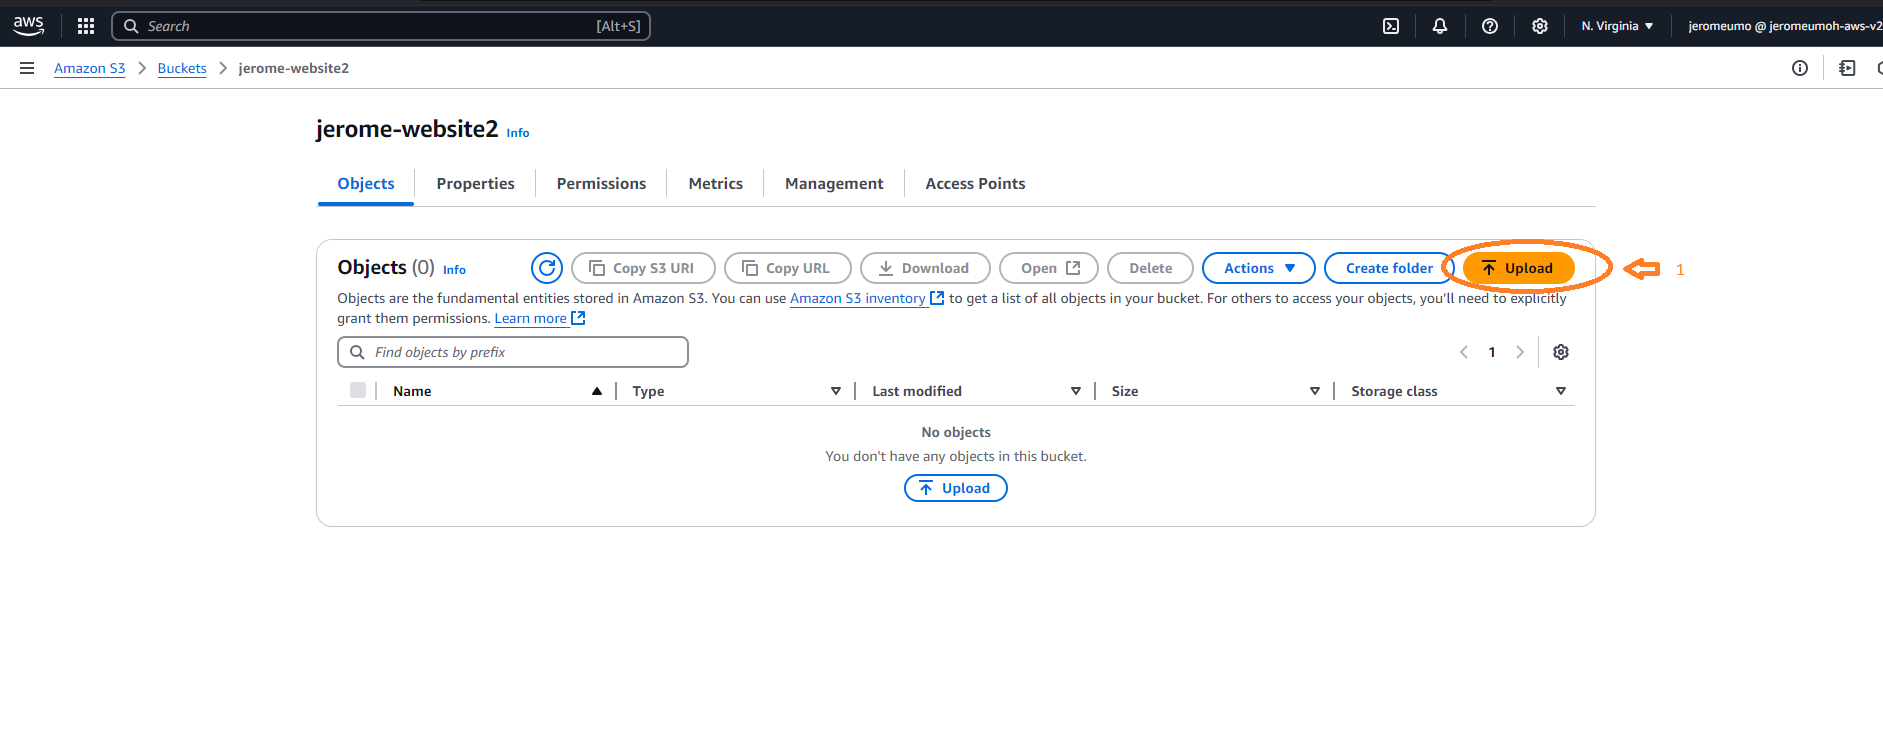 aws Search [Alt+S] N. Virginia jeromeumo @ jeromeumoh-aws-v2
Amazon S3 Buckets jerome-website2
jerome-website2 Info
Objects Properties Permissions Metrics Management Access Points
Objects (0) Info Copy S3 URI Copy URL Download Open Delete Actions Create folder Upload 1
Objects are the fundamental entities stored in Amazon S3. You can use Amazon S3 inventory to get a list of all objects in your bucket. For others to access your objects, you'll need to explicitly
grant them permissions. Learn more
Find objects by prefix 1
Name Type Last modified Size Storage class
No objects
You don't have any objects in this bucket.
Upload